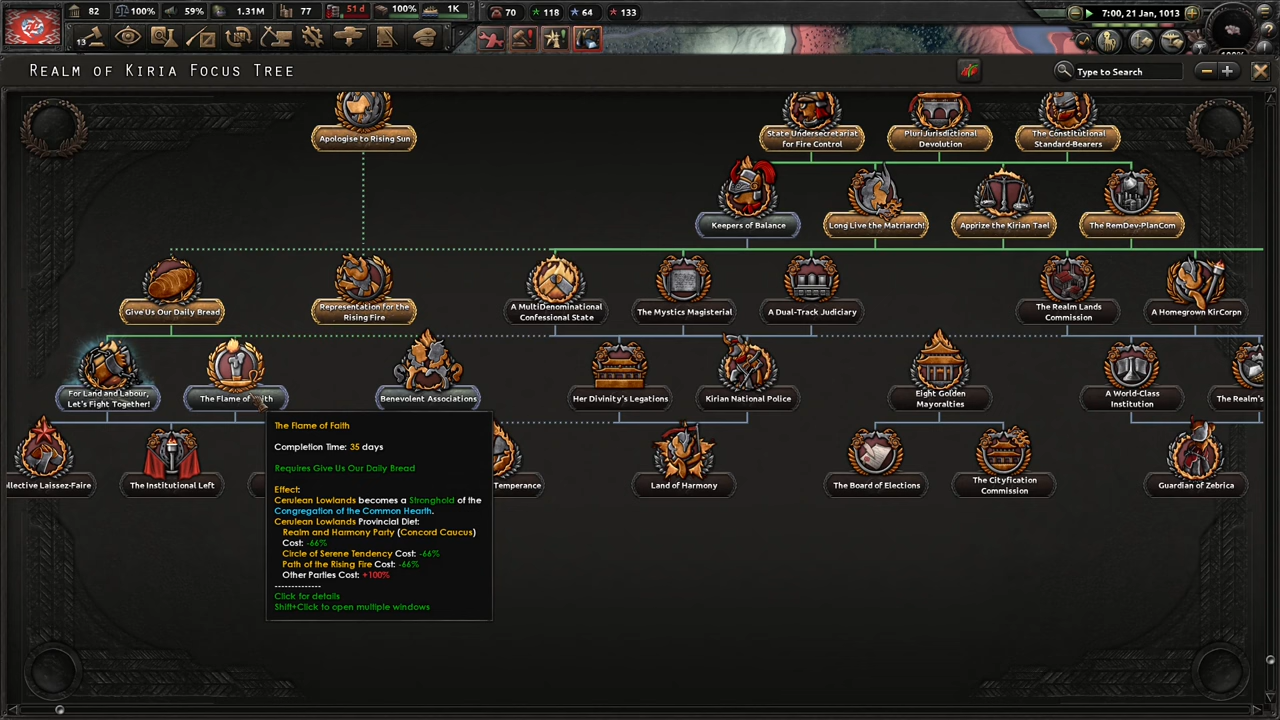 82 100% 59% 1.31M 77 51 d 100% 1K 70 118 64 133 7:00, 21 Jan, 1013
13
Realm of Kiria Focus Tree
Type to Search
Apologise to Rising Sun
State Undersecretariat for Fire Control
PluriJurisdictional Devolution
The Constitutional Standard-Bearers
Keepers of Balance
Long Live the Matriarch!
Apprize the Kirian Tael
The RemDev-PlanCom
Give Us Our Daily Bread
Representation for the Rising Fire
A MultiDenominational Confessional State
The Mystics Magisterial
A Dual-Track Judiciary
The Realm Lands Commission
A Homegrown KirCorpn
For Land and Labour, Let's Fight Together!
The Flame of Faith
Benevolent Associations
Her Divinity's Legations
Kirian National Police
Eight Golden Mayoralties
A World-Class Institution
The Realm's
ollective Laissez-Faire
The Institutional Left
Temperance
Land of Harmony
The Board of Elections
The Cityfication Commission
Guardian of Zebrica
The Flame of Faith
Completion Time: 35 days
Requires Give Us Our Daily Bread
Effect:
Cerulean Lowlands becomes a Stronghold of the
Congregation of the Common Hearth.
Cerulean Lowlands Provincial Diet:
Realm and Harmony Party (Concord Caucus)
Cost: -66%
Circle of Serene Tendency Cost: -66%
Path of the Rising Fire Cost: -66%
Other Parties Cost: +100%
--------------
Click for details
Shift+Click to open multiple windows